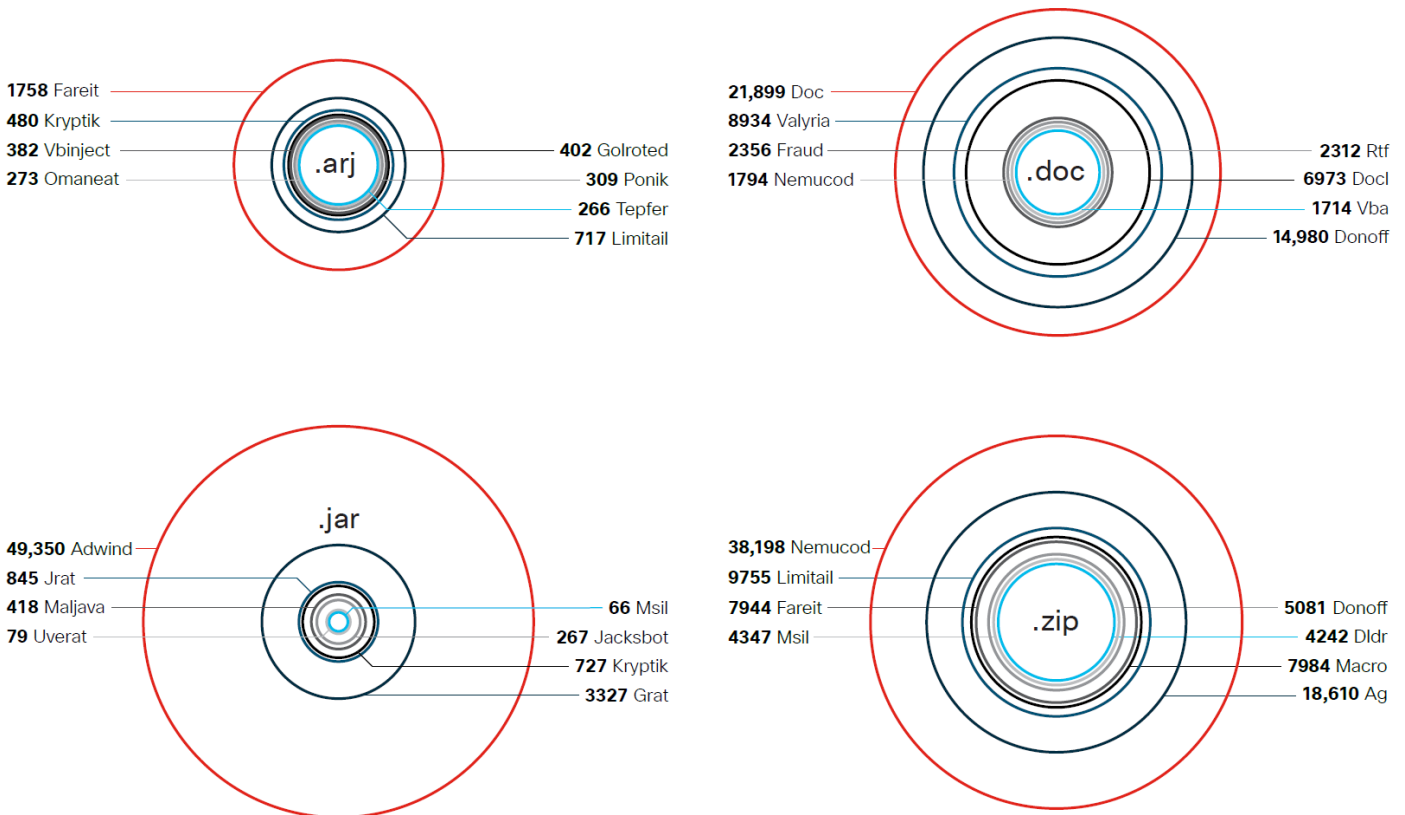 1758 Fareit
480 Kryptik
382 Vbinject
273 Omaneat
.arj
402 Golroted
309 Ponik
266 Tepfer
717 Limitail
21,899 Doc
8934 Valyria
2356 Fraud
1794 Nemucod
.doc
2312 Rtf
6973 Docl
1714 Vba
14,980 Donoff
.jar
49,350 Adwind
845 Jrat
418 Maljava
79 Uverat
66 Msil
267 Jacksbot
727 Kryptik
3327 Grat
38,198 Nemucod
9755 Limitail
7944 Fareit
4347 Msil
.zip
5081 Donoff
4242 Dldr
7984 Macro
18,610 Ag